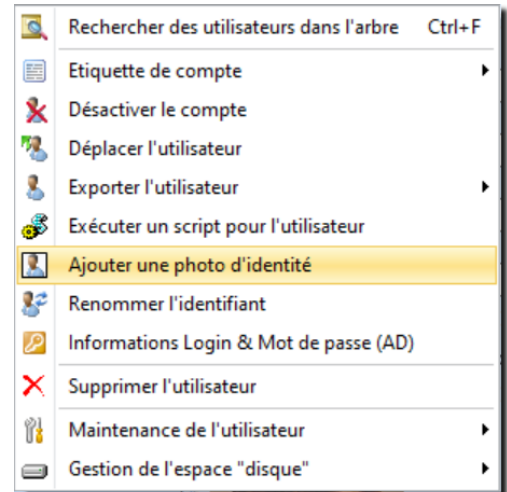 Rechercher des utilisateurs dans l'arbre Ctrl+F
Etiquette de compte
Désactiver le compte
Déplacer l'utilisateur
Exporter l'utilisateur
Exécuter un script pour l'utilisateur
Ajouter une photo d'identité
Renommer l'identifiant
Informations Login & Mot de passe (AD)
Supprimer l'utilisateur
Maintenance de l'utilisateur
Gestion de l'espace "disque"